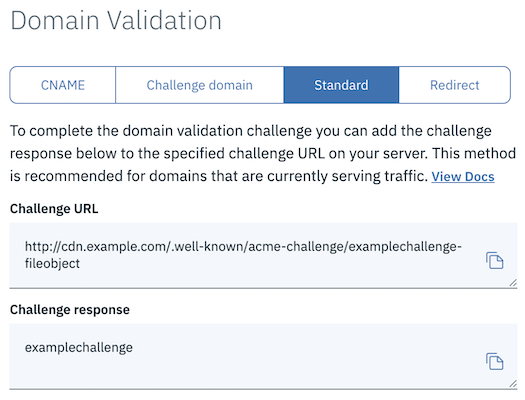 Domain Validation
CNAME
Challenge domain
Standard
Redirect
To complete the domain validation challenge you can add the challenge
response below to the specified challenge URL on your server. This method
is recommended for domains that are currently serving traffic. View Docs
Challenge URL
http://cdn.example.com/.well-known/acme-challenge/examplechallenge-
fileobject
Challenge response
examplechallenge